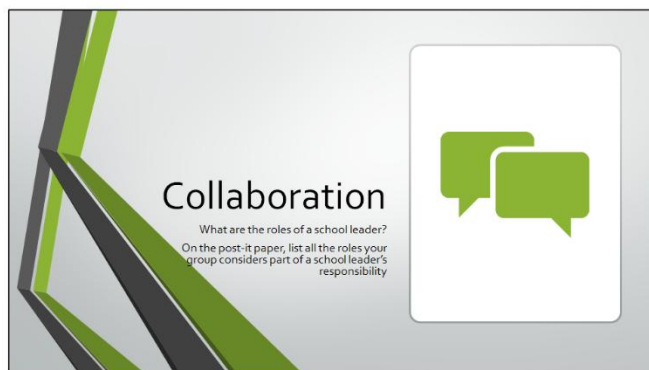 Collaboration
What are the roles of a school leader?
On the post-it paper, list all the roles your
group considers part of a school leader's
responsibility